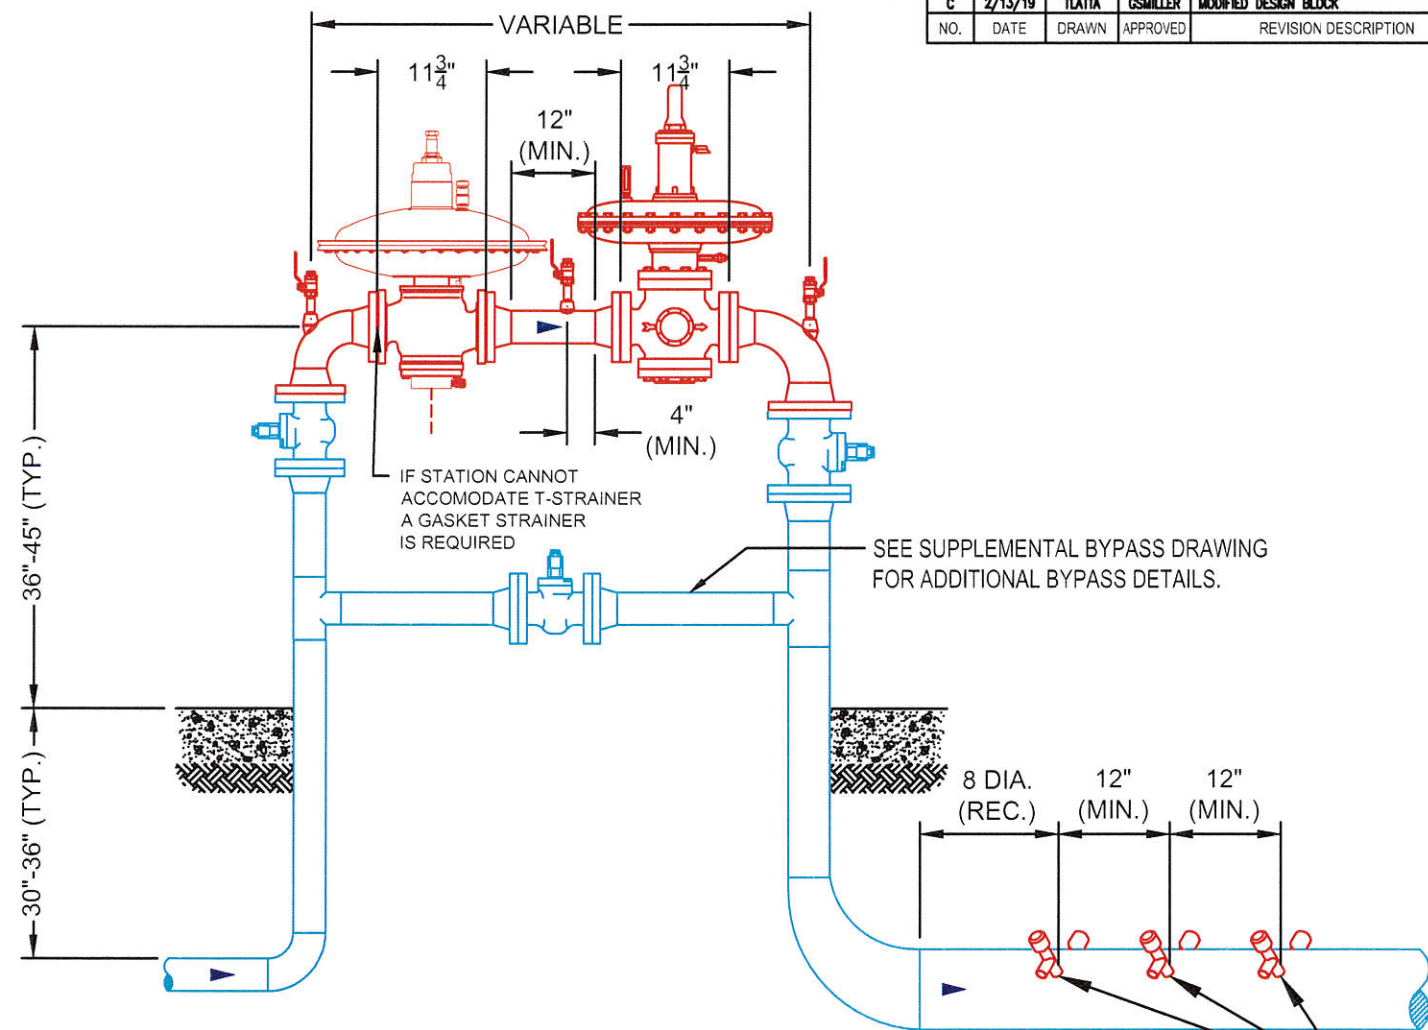 C 2/13/19 TLATTA GSMILLER MODIFIED DESIGN BLOCK
NO. DATE DRAWN APPROVED REVISION DESCRIPTION
VARIABLE
11 3/4" 11 3/4"
12"
(MIN.)
4"
(MIN.)
IF STATION CANNOT
ACCOMODATE T-STRAINER
A GASKET STRAINER
IS REQUIRED
36"-45" (TYP.)
SEE SUPPLEMENTAL BYPASS DRAWING
FOR ADDITIONAL BYPASS DETAILS.
30"-36" (TYP.)
8 DIA. 12" 12"
(REC.) (MIN.) (MIN.)